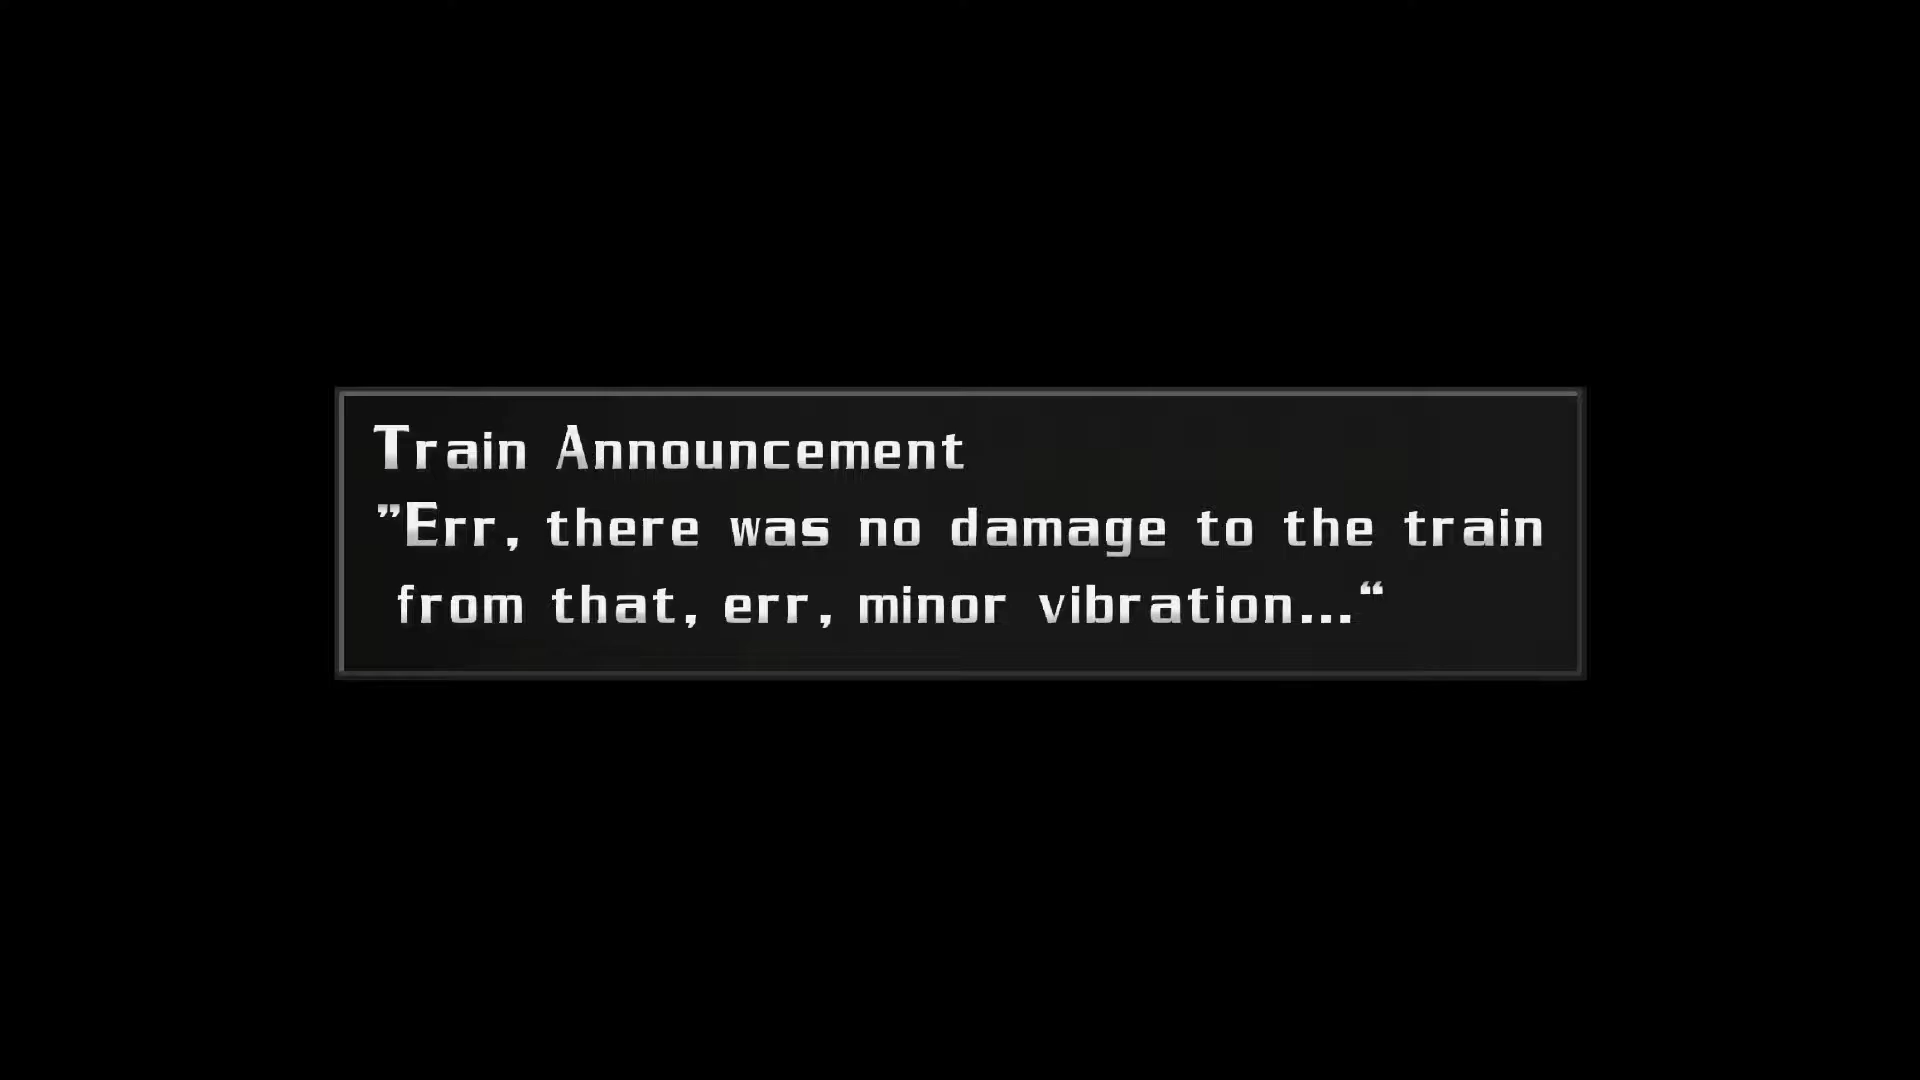 Train Announcement
”Err, there was no damage to the train
from that, err, minor vibration...“